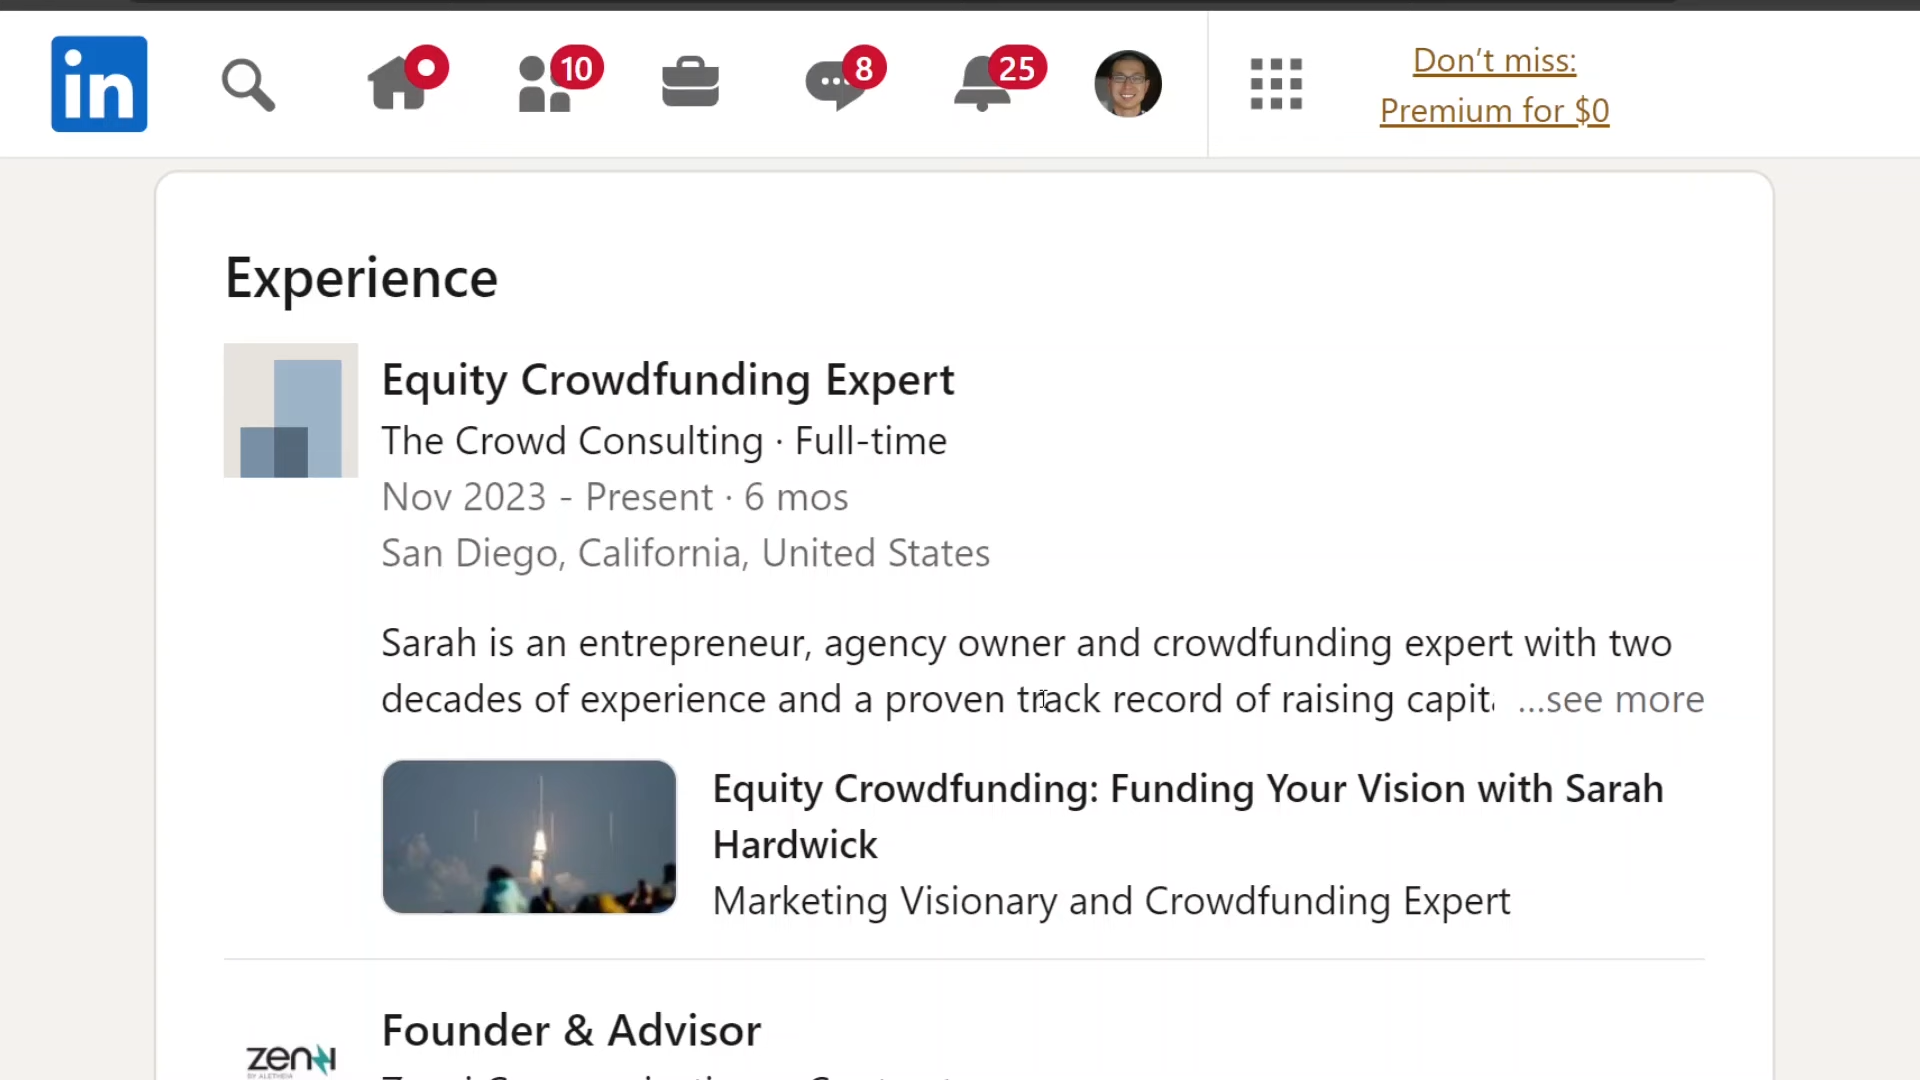 in
10
8
25
Don't miss:
Premium for $0
Experience
Equity Crowdfunding Expert
The Crowd Consulting · Full-time
Nov 2023 - Present · 6 mos
San Diego, California, United States
Sarah is an entrepreneur, agency owner and crowdfunding expert with two
decades of experience and a proven track record of raising capit ...see more
Equity Crowdfunding: Funding Your Vision with Sarah
Hardwick
Marketing Visionary and Crowdfunding Expert
Founder & Advisor
zenH
BY ALETHEIA